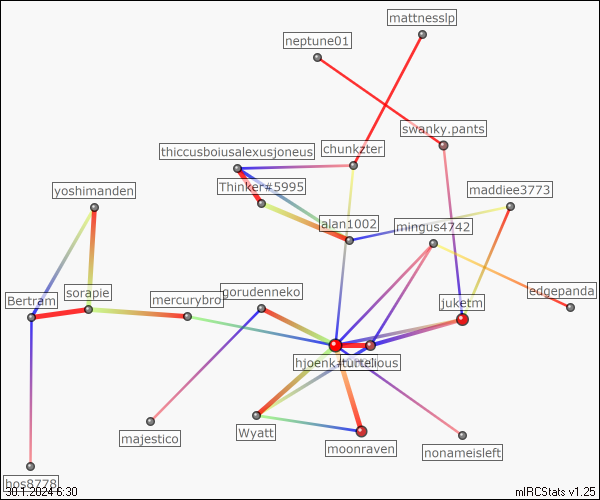 mattnesslp
neptune01
swanky.pants
chunkzter
thiccusboiusalexusjoneus
Thinker#5995
yoshimanden
maddiee3773
alan1002
mingus4742
gorudenneko
edgepanda
sorapie
mercurybro
Bertram
juketm
turtelious
Wyatt
majestico
moonraven
nonameisleft
bos8778
30.1.2024 6:30
mIRCStats v1.25